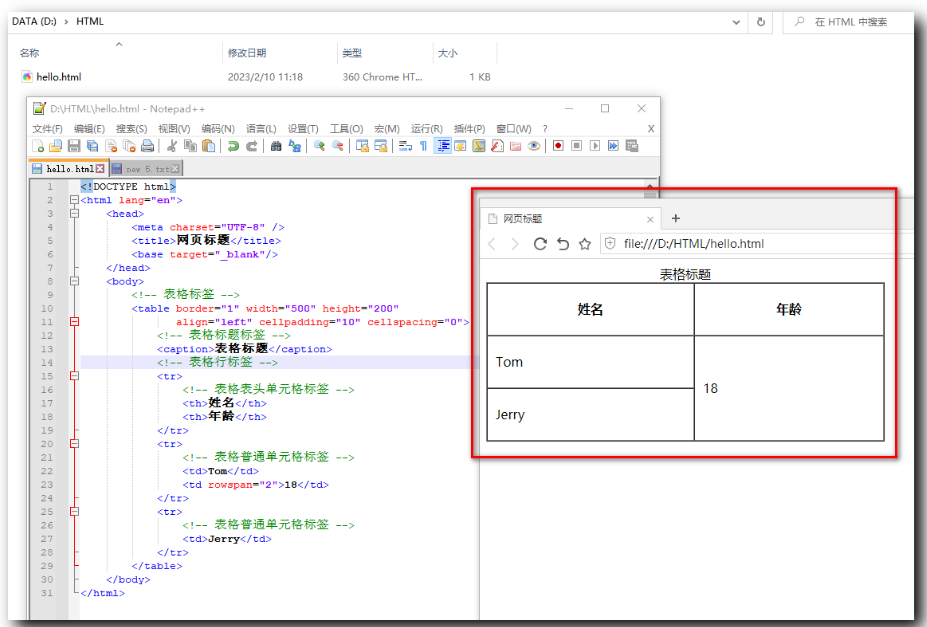 DATA (D:) > HTML
在 HTML 中搜索
名称 修改日期 类型 大小
hello.html 2023/2/10 11:18 360 Chrome HT... 1 KB
D:\HTML\hello.html - Notepad++
文件(F) 编辑(E) 搜索(S) 视图(V) 编码(N) 语言(L) 设置(T) 工具(O) 宏(M) 运行(R) 插件(P) 窗口(W) ? X
hello.html new 5.txt
1 <!DOCTYPE html>
2 <html lang="en">
3 <head>
4 <meta charset="UTF-8" />
5 <title>网页标题</title>
6 <base target="_blank"/>
7 </head>
8 <body>
9 <!-- 表格标签 -->
10 <table border="1" width="500" height="200"
11 align="left" cellpadding="10" cellspacing="0">
12 <!-- 表格标题标签 -->
13 <caption>表格标题</caption>
14 <!-- 表格行标签 -->
15 <tr>
16 <!-- 表格表头单元格标签 -->
17 <th>姓名</th>
18 <th>年龄</th>
19 </tr>
20 <tr>
21 <!-- 表格普通单元格标签 -->
22 <td>Tom</td>
23 <td rowspan="2">18</td>
24 </tr>
25 <tr>
26 <!-- 表格普通单元格标签 -->
27 <td>Jerry</td>
28 </tr>
29 </table>
30 </body>
31 </html>
网页标题
file:///D:/HTML/hello.html
表格标题
姓名 年龄
Tom
18
Jerry